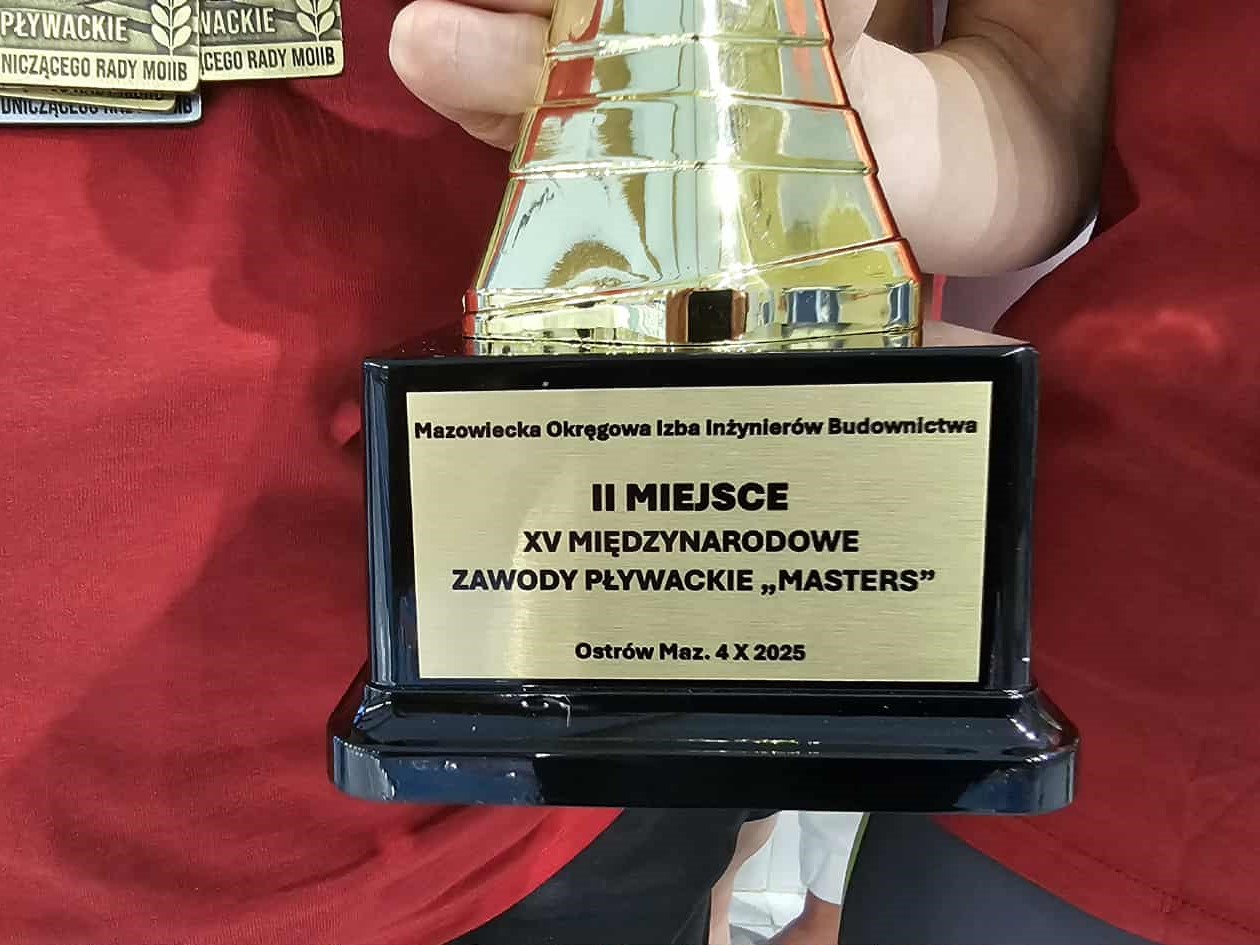 PŁYWACKIE
NICZĄCEGO RADY MOIIB
WACKIE
CEGO RADY MOIIB
Mazowiecka Okręgowa Izba Inżynierów Budownictwa
II MIEJSCE
XV MIĘDZYNARODOWE
ZAWODY PŁYWACKIE „MASTERS”
Ostrów Maz. 4 X 2025